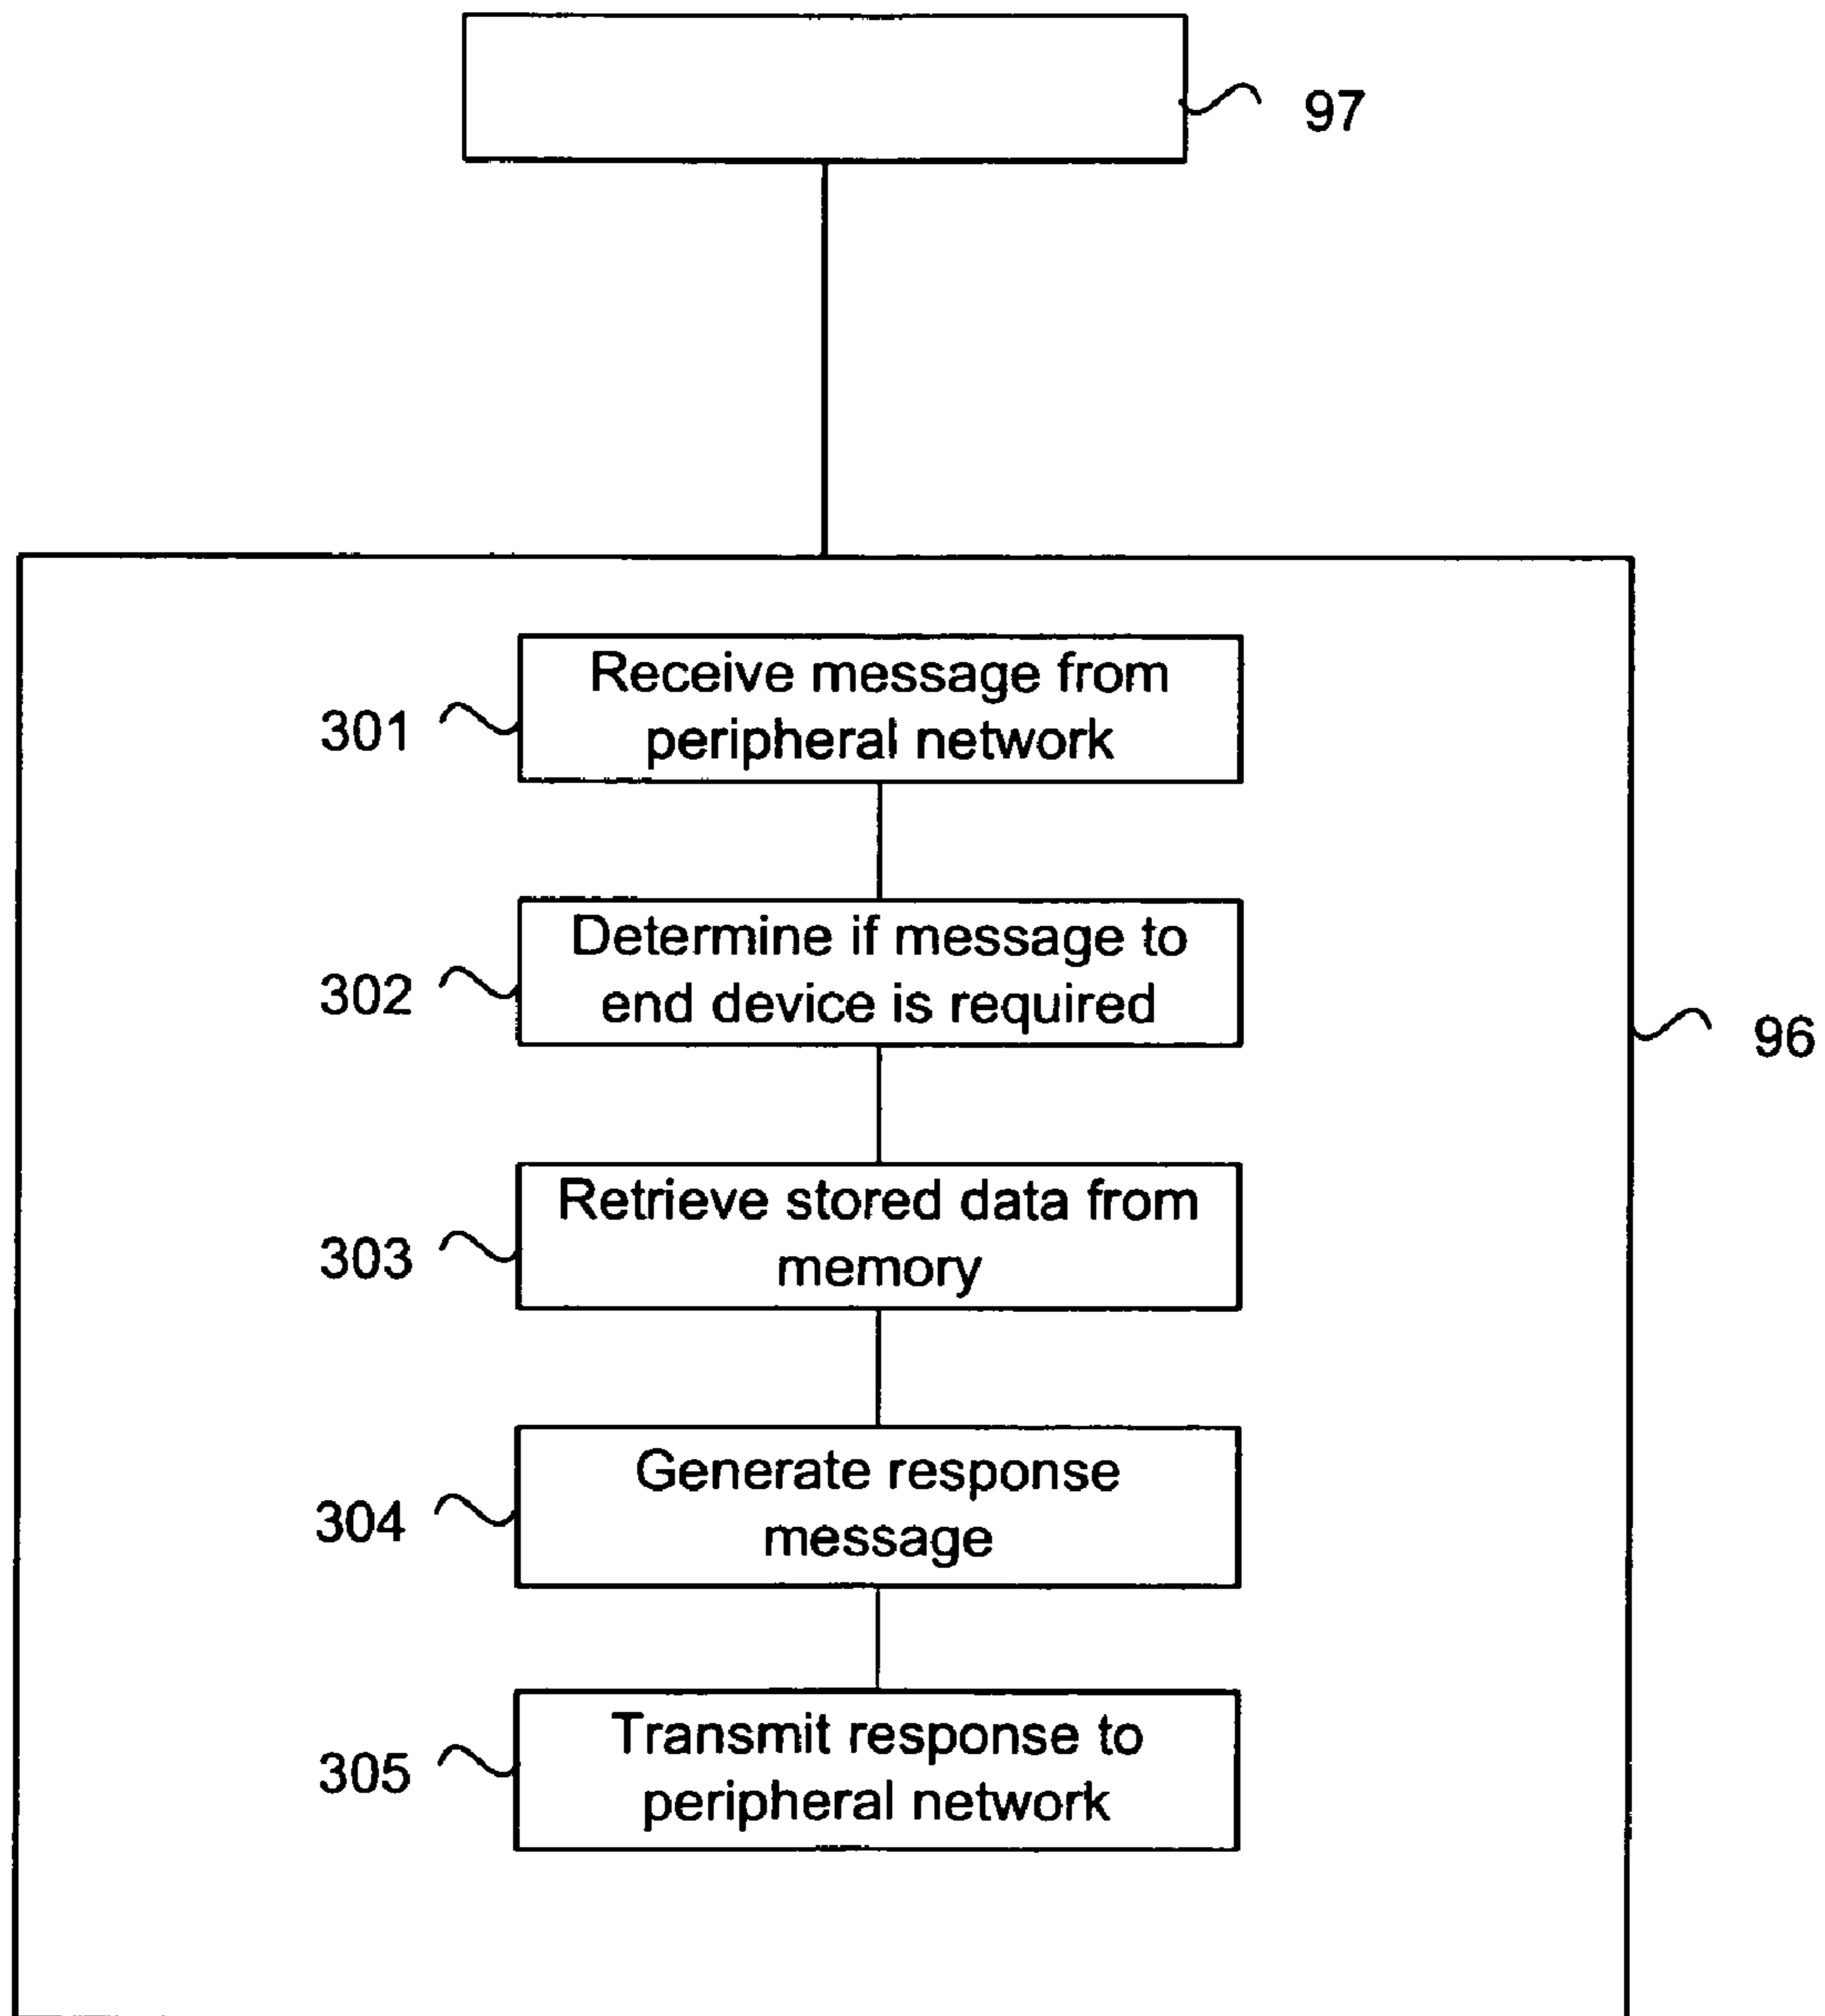 97
Receive message from
peripheral network
301
Determine if message to
end device is required
302
96
Retrieve stored data from
memory
303
Generate response
message
304
Transmit response to
peripheral network
305